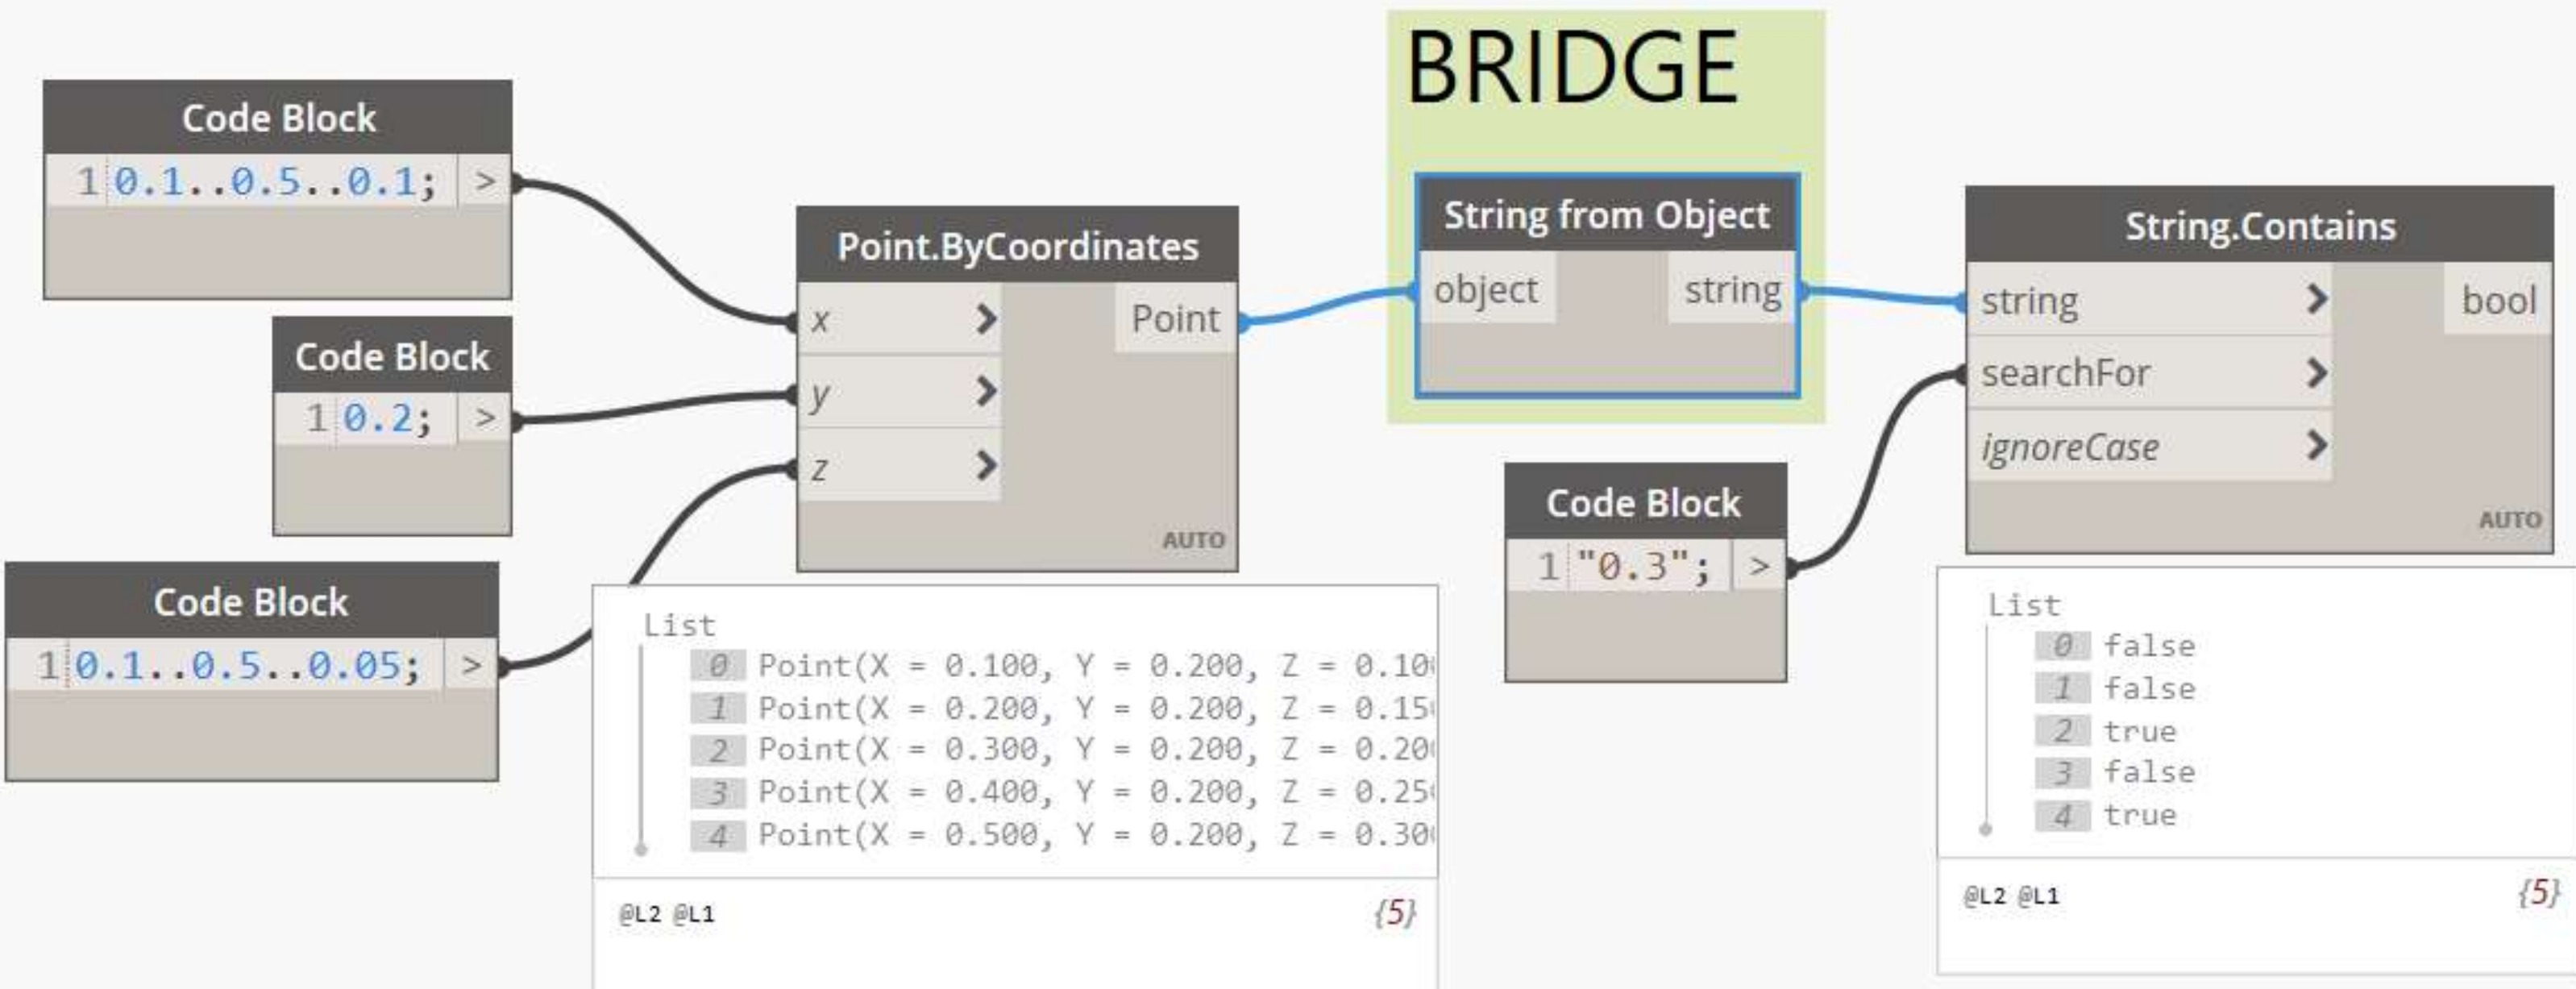 BRIDGE
Code Block
1 0.1..0.5..0.1; >
Code Block
1 0.2; >
Code Block
1 0.1..0.5..0.05; >
Point.ByCoordinates
x > Point
y >
z >
AUTO
List
0 Point(X = 0.100, Y = 0.200, Z = 0.10
1 Point(X = 0.200, Y = 0.200, Z = 0.15
2 Point(X = 0.300, Y = 0.200, Z = 0.20
3 Point(X = 0.400, Y = 0.200, Z = 0.25
4 Point(X = 0.500, Y = 0.200, Z = 0.30
@L2 @L1 {5}
String from Object
object string
Code Block
1 "0.3"; >
String.Contains
string > bool
searchFor >
ignoreCase >
AUTO
List
0 false
1 false
2 true
3 false
4 true
@L2 @L1 {5}